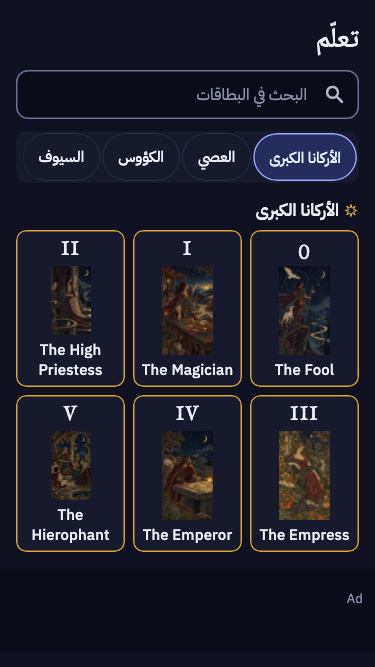 تعلّم
البحث في البطاقات
الأركانا الكبرى
العصي
الكؤوس
السيوف
الأركانا الكبرى
0
The Fool
I
The Magician
II
The High
Priestess
III
The Empress
IV
The Emperor
V
The
Hierophant
Ad